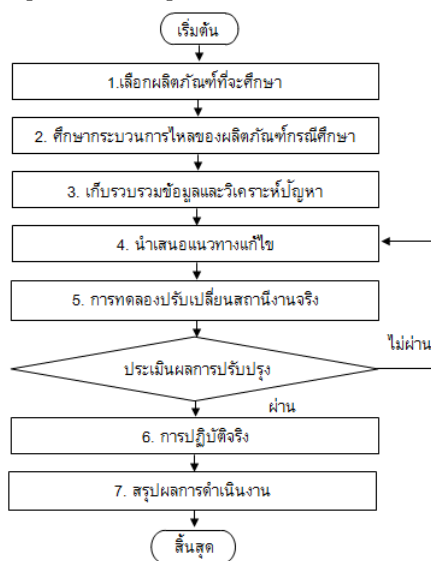 เริ่มต้น
1.เลือกผลิตภัณฑ์ที่จะศึกษา
2. ศึกษากระบวนการไหลของผลิตภัณฑ์กรณีศึกษา
3. เก็บรวบรวมข้อมูลและวิเคราะห์ปัญหา
4. นำเสนอแนวทางแก้ไข
5. การทดลองปรับเปลี่ยนสถานีงานจริง
ประเมินผลการปรับปรุง
ไม่ผ่าน
ผ่าน
6. การปฏิบัติจริง
7. สรุปผลการดำเนินงาน
สิ้นสุด